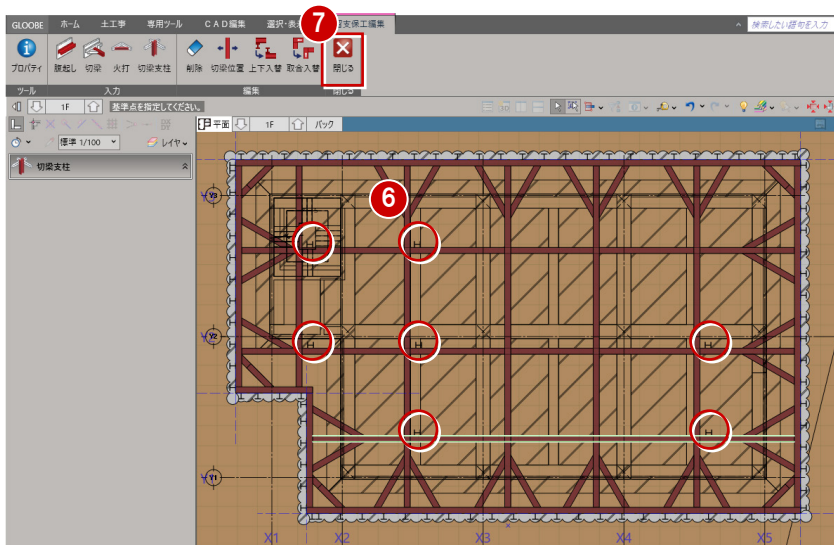 7
GLOOBE ホーム 土工事 専用ツール CAD編集 選択・表 支保工編集 検索したい語句を入力
プロパティ 腹起し 切梁 火打 切梁支柱 削除 切梁位置 上下入替 取合入替 閉じる
ツール 入力 編集 閉じる
1F 基準点を指定してください。
平面 1F パック
標準 1/100 レイヤ
切梁支柱
Y3
6
Y2
Y1
X1 X2 X3 X4 X5